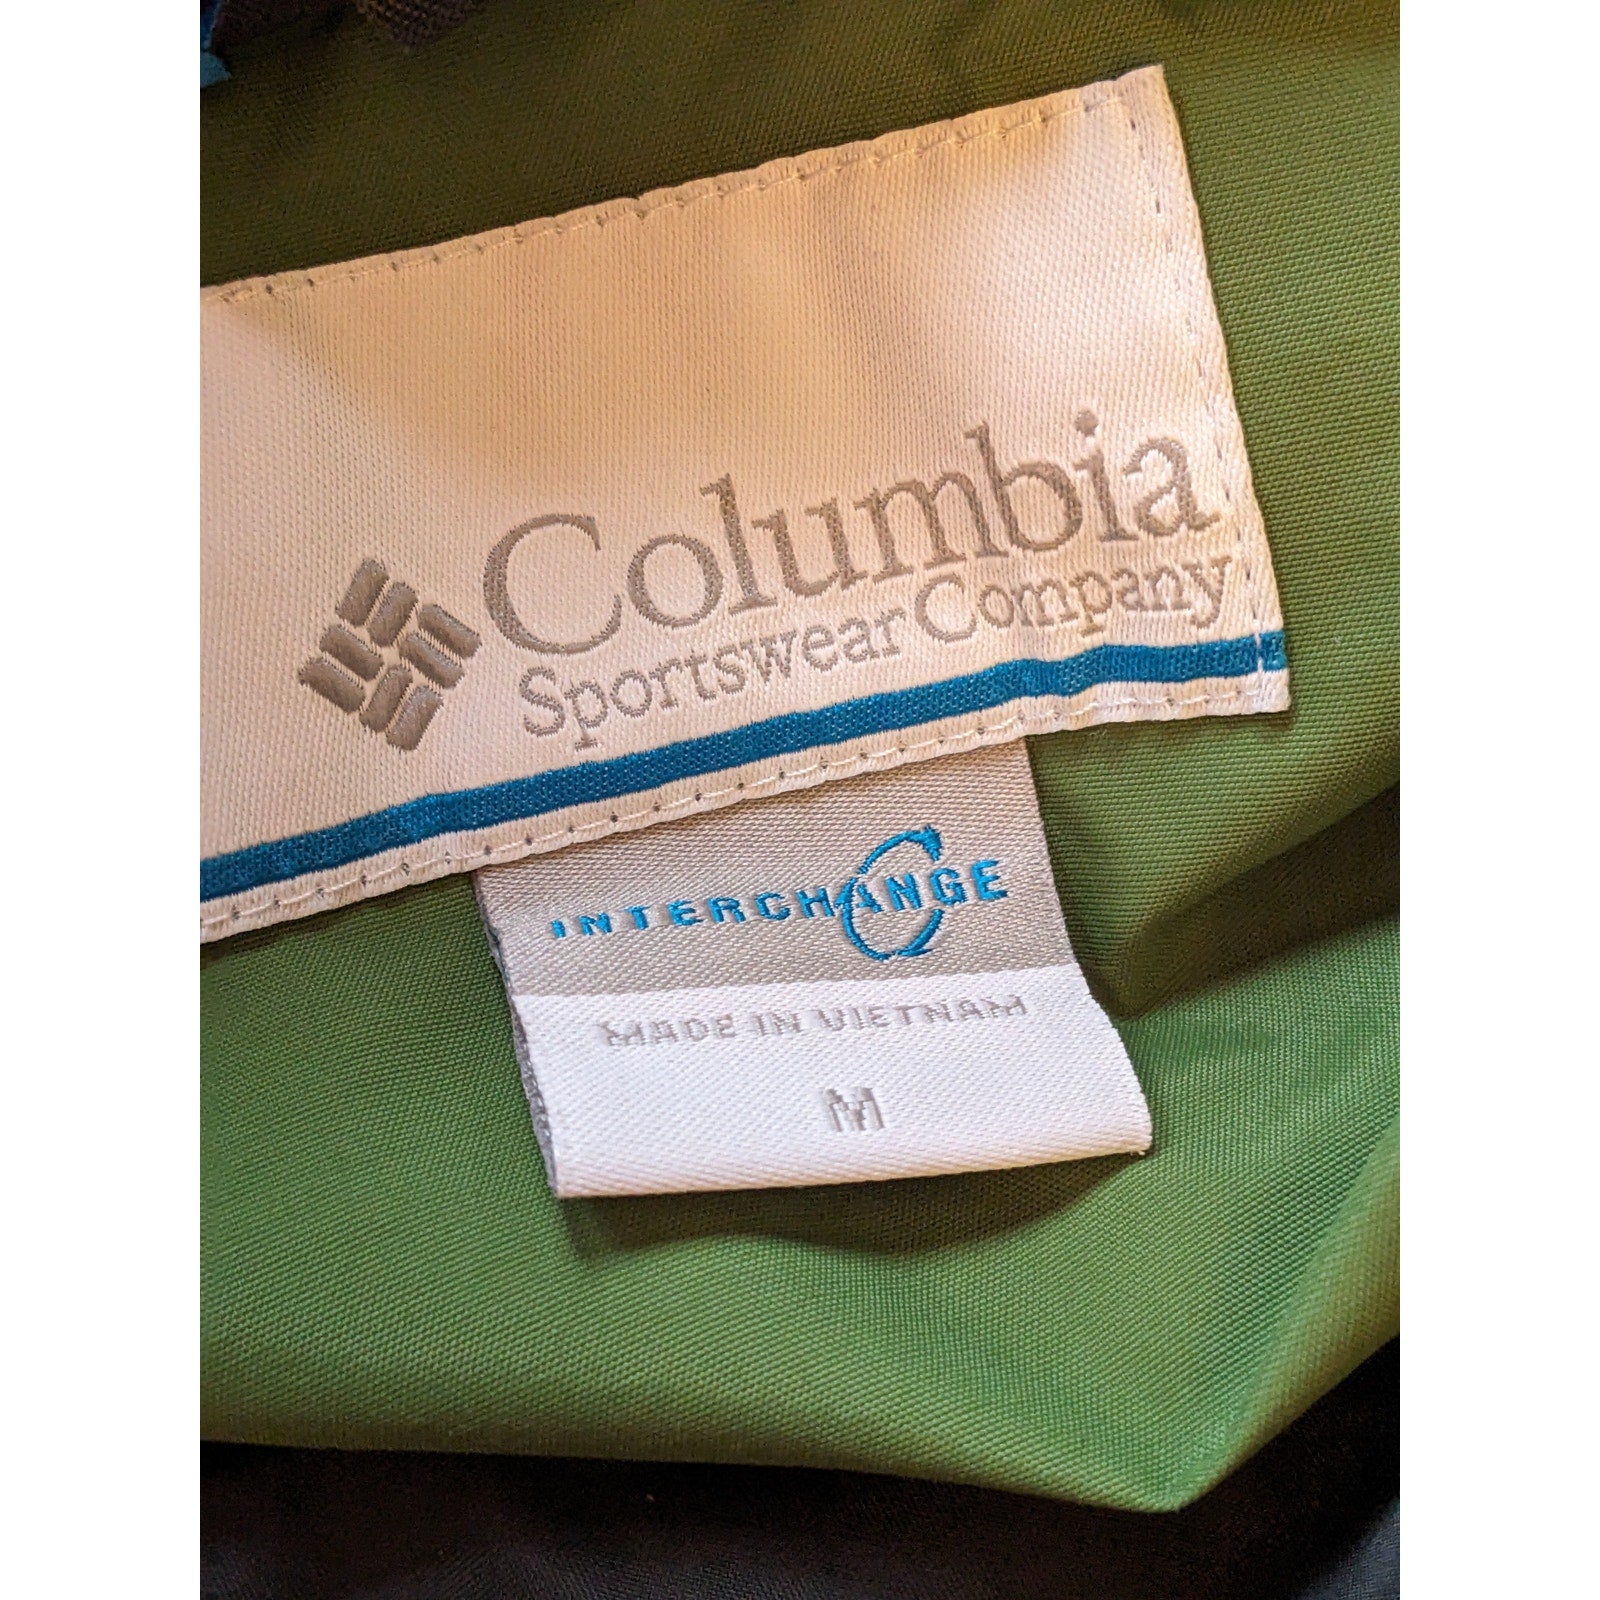 Columbia
Sportswear Company
INTERCHANGE
MADE IN VIETNAM
M